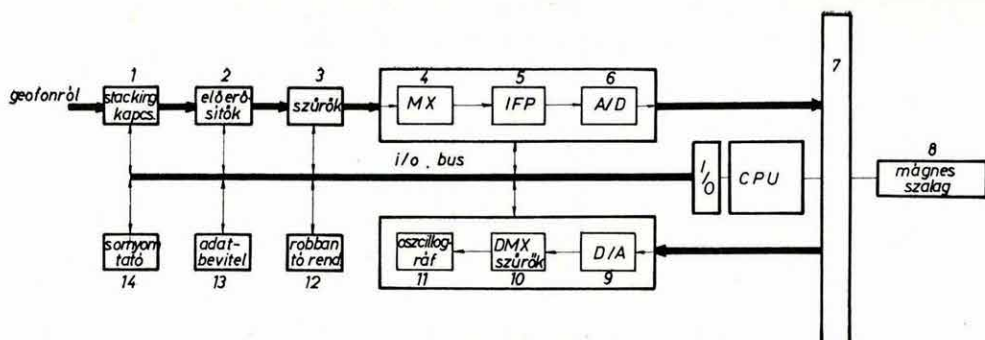 1
2
3
4
5
6
7
geofonról
stacking
kapcs.
előerő-
sítők
szűrők
MX
IFP
A/D
i/o . bus
I/O
CPU
8
mágnes
szalag
sornyom
tató
adat-
bevitel
robban
tó rend.
oszcillog-
ráf
DMX
szűrők
D/A
14
13
12
11
10
9